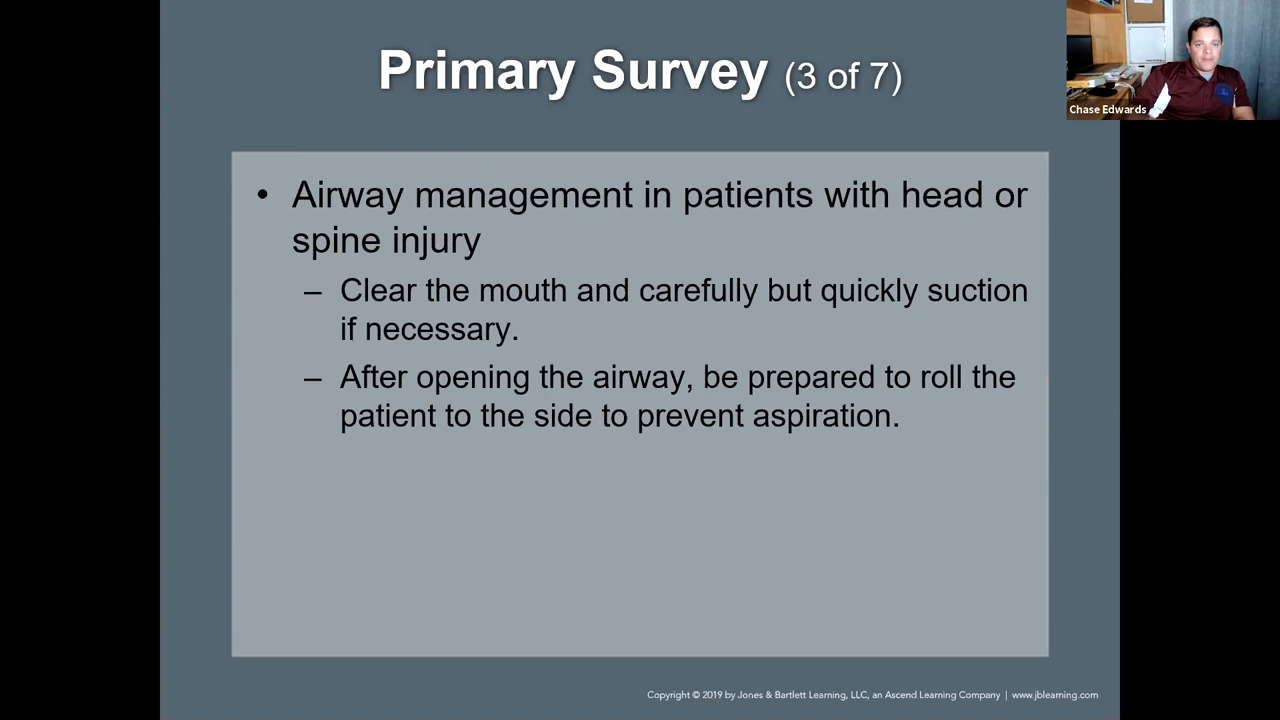 Primary Survey (3 of 7)
Chase Edwards
• Airway management in patients with head or
spine injury
– Clear the mouth and carefully but quickly suction
if necessary.
– After opening the airway, be prepared to roll the
patient to the side to prevent aspiration.
Copyright © 2019 by Jones & Bartlett Learning, LLC, an Ascend Learning Company | www.jblearning.com